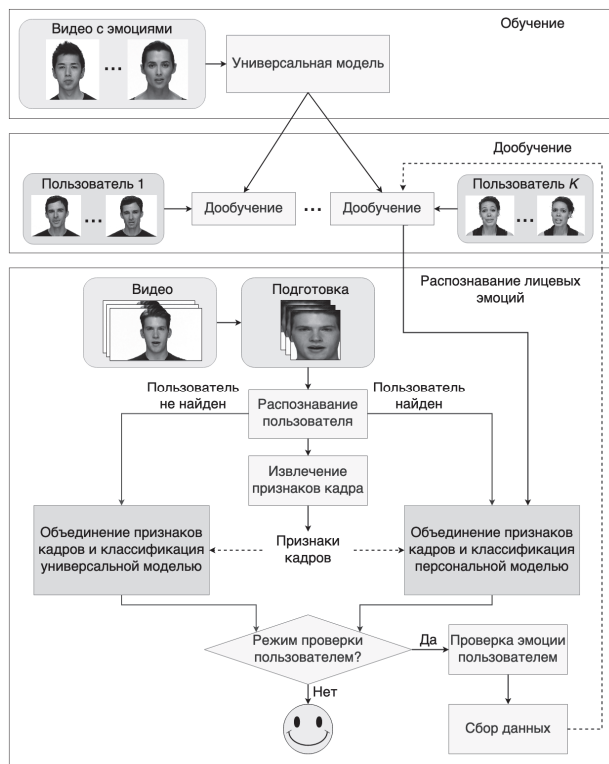 Обучение
Видео с эмоциями
...
Универсальная модель
Дообучение
Пользователь 1
...
Дообучение
...
Дообучение
Пользователь K
...
Распознавание лицевых
эмоций
Видео
Подготовка
Пользователь
не найден
Распознавание
пользователя
Пользователь
найден
Извлечение
признаков кадра
Объединение признаков
кадров и классификация
универсальной моделью
Признаки
кадров
Объединение признаков
кадров и классификация
персональной моделью
Режим проверки
пользователем?
Да
Проверка эмоции
пользователем
Нет
Сбор данных